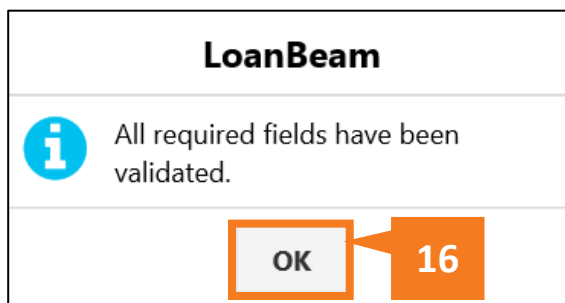 LoanBeam
All required fields have been
validated.
OK
16